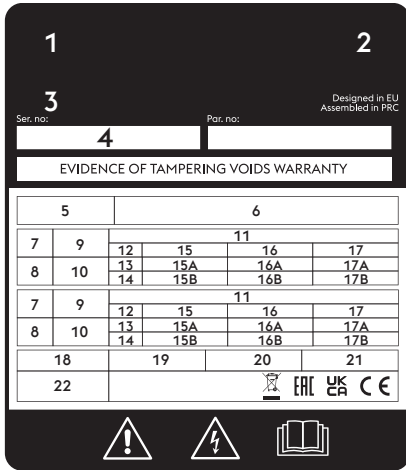 1 2
3
Designed in EU
Assembled in PRC
Ser. no: Par. no:
4
EVIDENCE OF TAMPERING VOIDS WARRANTY
5 6
7 9 11
12 15 16 17
8 10 13 15A 16A 17A
14 15B 16B 17B
7 9 11
12 15 16 17
8 10 13 15A 16A 17A
14 15B 16B 17B
18 19 20 21
22 EAC UK CA CE